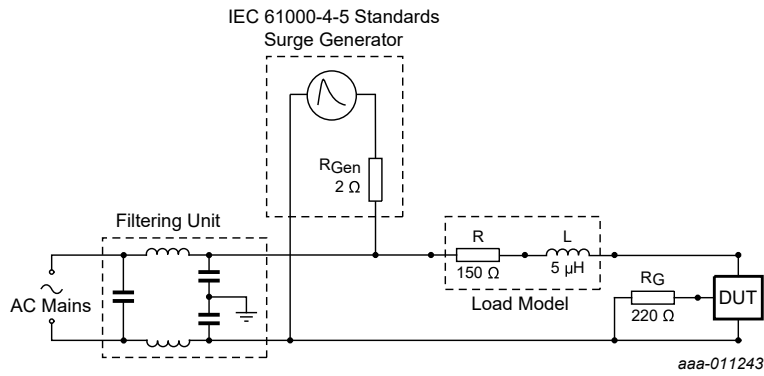 IEC 61000-4-5 Standards
Surge Generator
RGen
2 Ω
Filtering Unit
AC Mains
R
150 Ω
L
5 μH
Load Model
RG
220 Ω
DUT
aaa-011243